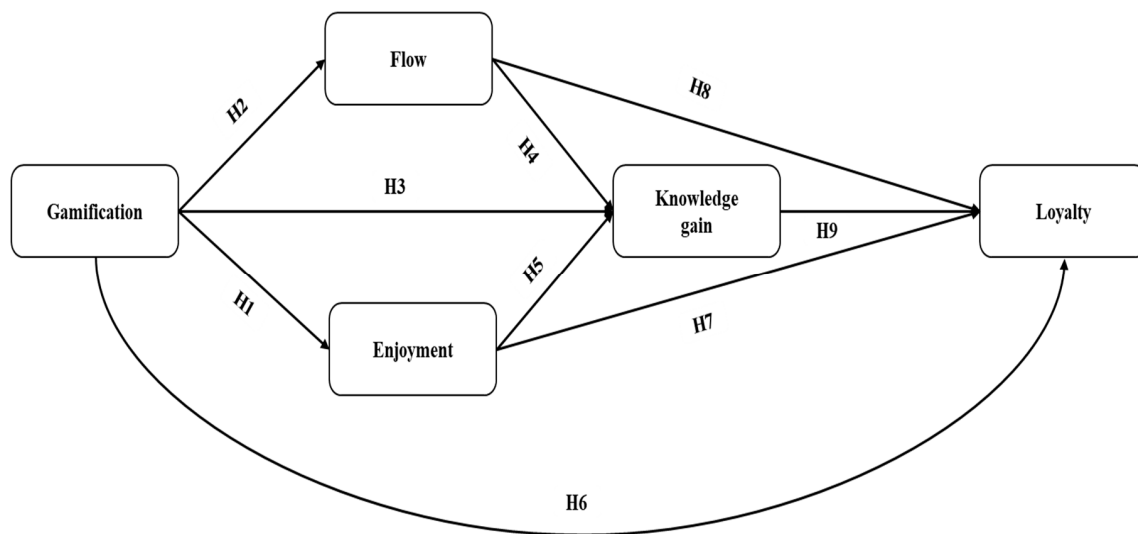 Flow
H2
H8
H4
Gamification
H3
Knowledge
gain
Loyalty
H9
H5
H1
H7
Enjoyment
H6